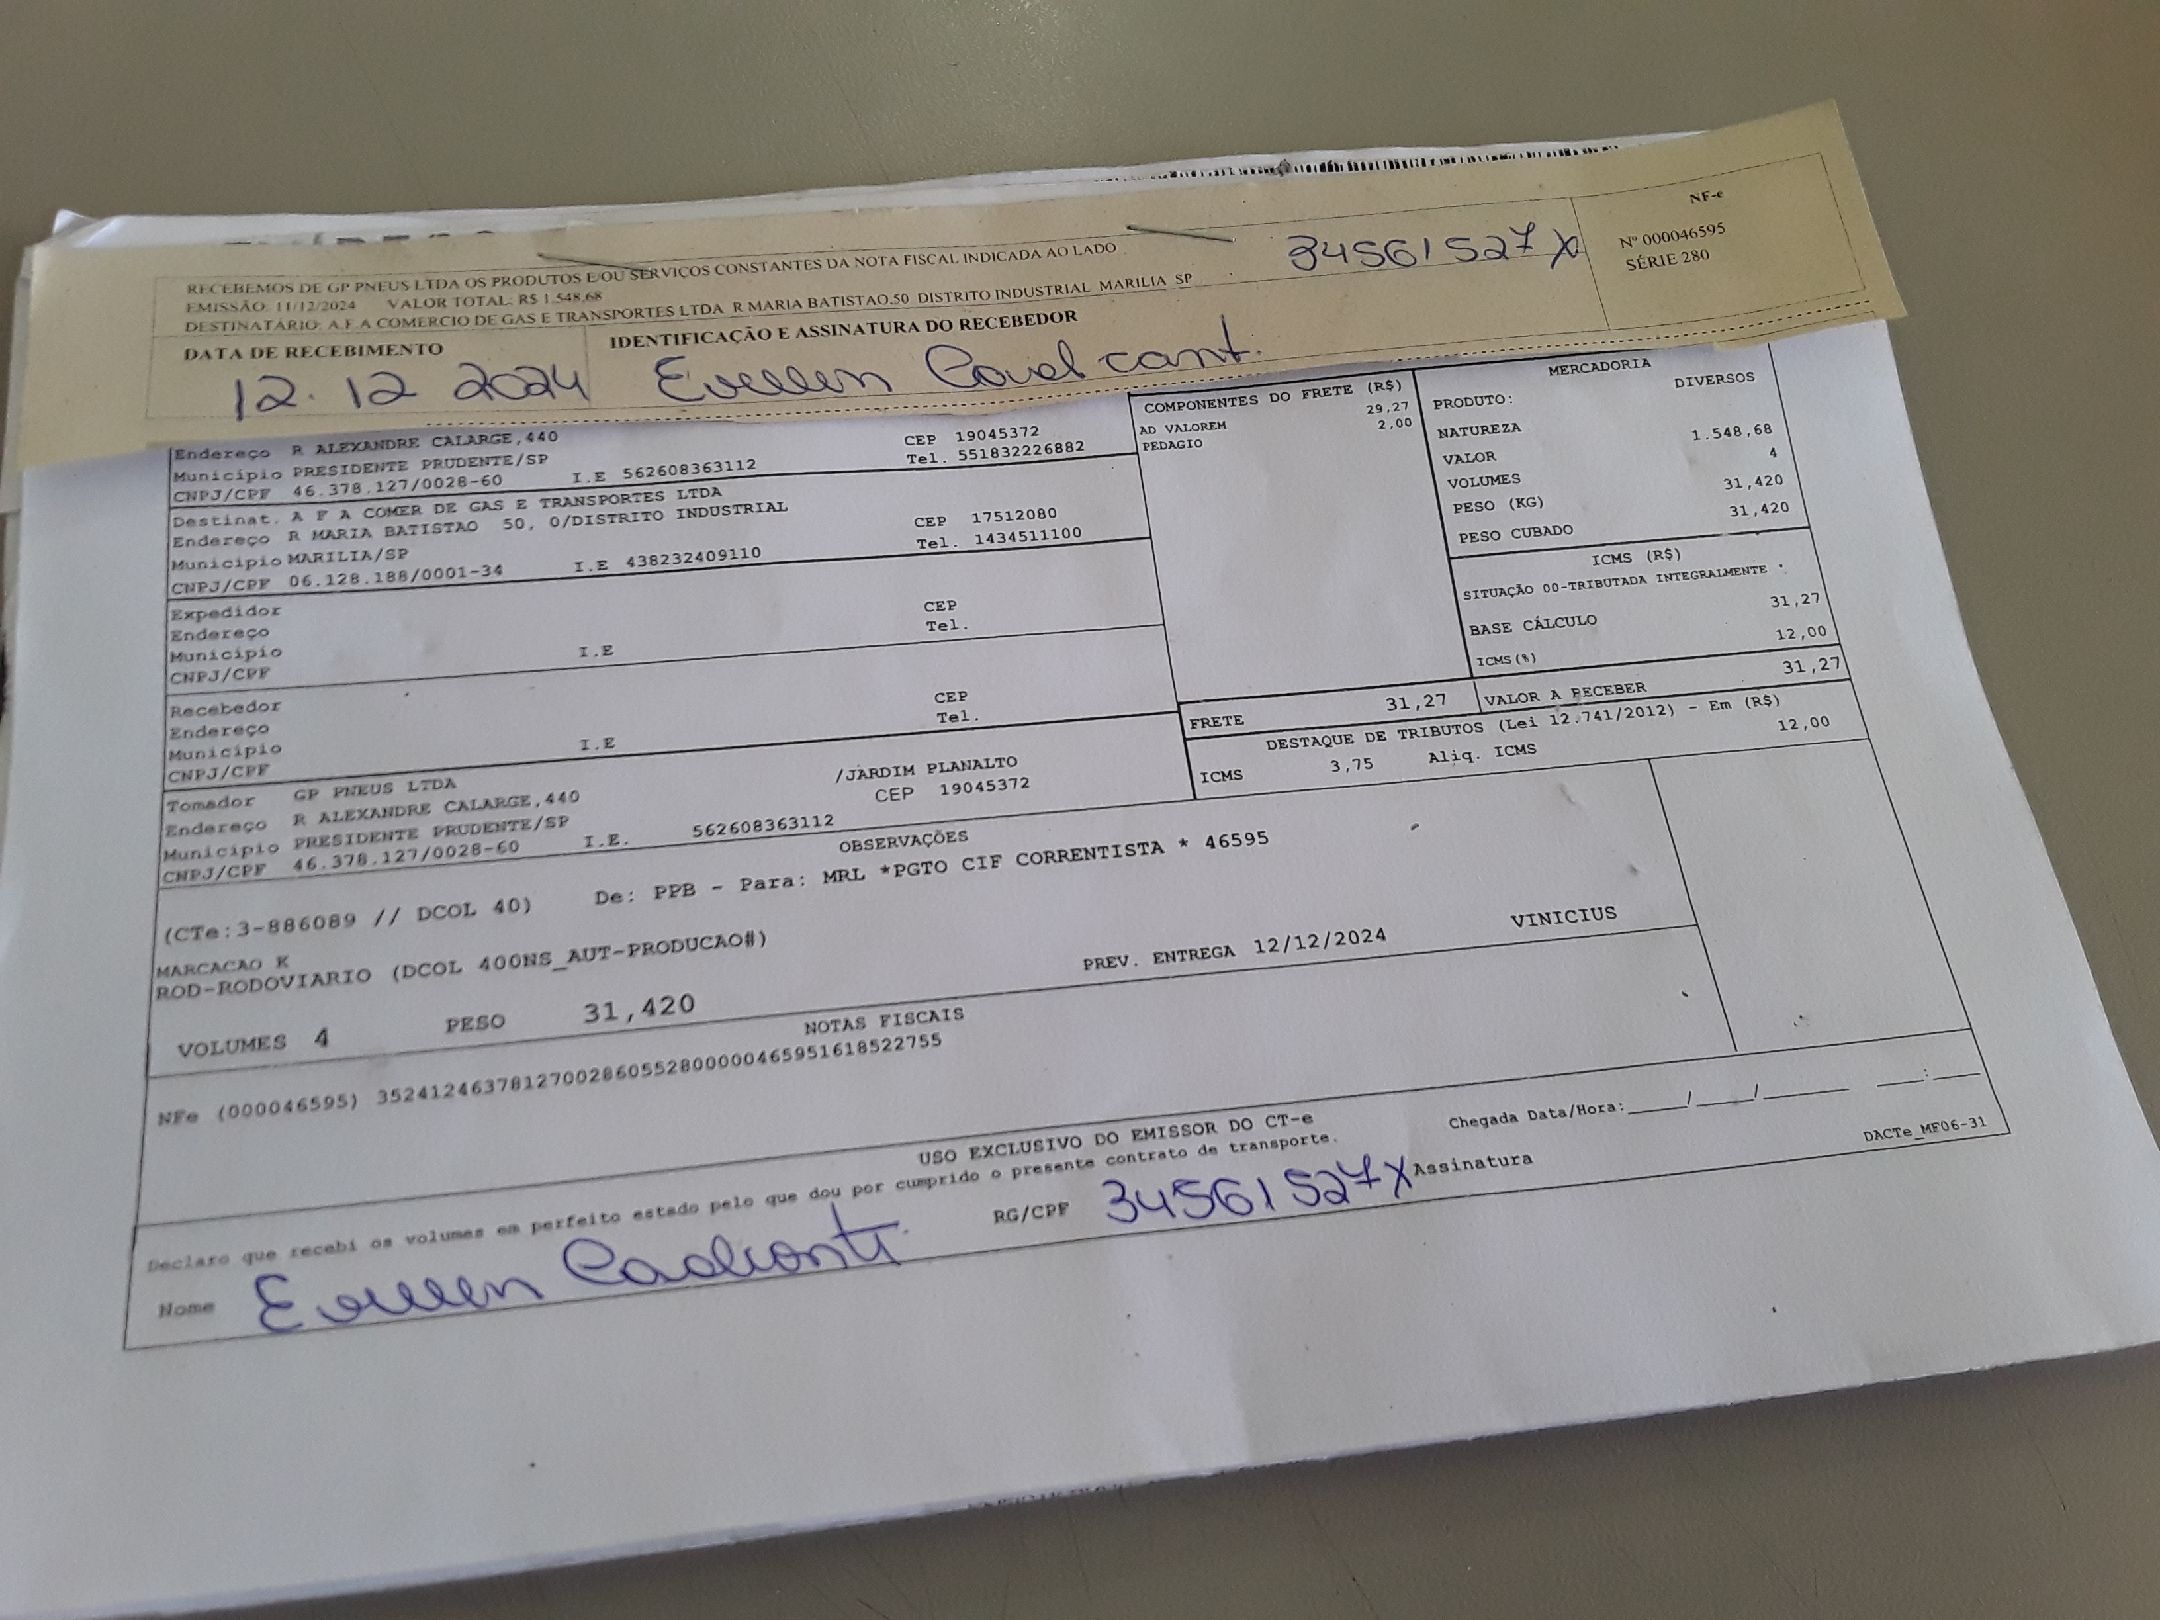 RECEBEMOS DE GP PNEUS LTDA OS PRODUTOS E/OU SERVIÇOS CONSTANTES DA NOTA FISCAL INDICADA AO LADO
EMISSÃO: 11/12/2024 VALOR TOTAL: R$ 1.548,68
DESTINATÁRIO: A F A COMERCIO DE GAS E TRANSPORTES LTDA R MARIA BATISTAO,50 DISTRITO INDUSTRIAL MARILIA SP
34561527X
NF-e
Nº 000046595
SÉRIE 280
DATA DE RECEBIMENTO
IDENTIFICAÇÃO E ASSINATURA DO RECEBEDOR
12.12 2024
Evellen Cavalcant.
Endereço R ALEXANDRE CALARGE,440 CEP 19045372
Município PRESIDENTE PRUDENTE/SP Tel. 551832226882
CNPJ/CPF 46.378.127/0028-60 I.E 562608363112
Destinat. A F A COMER DE GAS E TRANSPORTES LTDA
Endereço R MARIA BATISTAO 50, 0/DISTRITO INDUSTRIAL CEP 17512080
Município MARILIA/SP Tel. 1434511100
CNPJ/CPF 06.128.188/0001-34 I.E 438232409110
Expedidor CEP
Endereço Tel.
Município I.E
CNPJ/CPF
Recebedor CEP
Endereço Tel.
Município I.E
CNPJ/CPF
Tomador GP PNEUS LTDA
Endereço R ALEXANDRE CALARGE,440 /JARDIM PLANALTO
Município PRESIDENTE PRUDENTE/SP CEP 19045372
CNPJ/CPF 46.378.127/0028-60 I.E. 562608363112
COMPONENTES DO FRETE (R$)
AD VALOREM 29,27
PEDAGIO 2,00
MERCADORIA
PRODUTO: DIVERSOS
NATUREZA
VALOR 1.548,68
VOLUMES 4
PESO (KG) 31,420
PESO CUBADO 31,420
ICMS (R$)
SITUAÇÃO 00-TRIBUTADA INTEGRALMENTE
BASE CÁLCULO 31,27
ICMS(%) 12,00
FRETE 31,27
VALOR A RECEBER 31,27
DESTAQUE DE TRIBUTOS (Lei 12.741/2012) - Em (R$)
ICMS 3,75 Aliq. ICMS 12,00
OBSERVAÇÕES
(CTe:3-886089 // DCOL 40) De: PPB - Para: MRL *PGTO CIF CORRENTISTA * 46595
MARCACAO K
ROD-RODOVIARIO (DCOL 400NS_AUT-PRODUCAO#)
PREV. ENTREGA 12/12/2024 VINICIUS
VOLUMES 4 PESO 31,420
NOTAS FISCAIS
NFe (000046595) 35241246378127002860552800000465951618522755
USO EXCLUSIVO DO EMISSOR DO CT-e
Declaro que recebi os volumes em perfeito estado pelo que dou por cumprido o presente contrato de transporte.
Chegada Data/Hora:____/____/______ ___:___
DACTe_MF06-31
Nome Evellen Cavalcanti RG/CPF 34561527X Assinatura